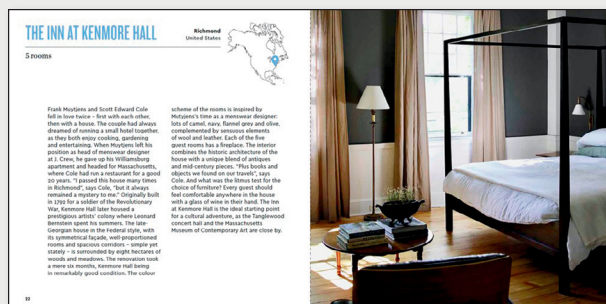 THE INN AT KENMORE HALL
Richmond
United States
5 rooms
Frank Muytjens and Scott Edward Cole
fell in love twice – first with each other,
then with a house. The couple had always
dreamed of running a small hotel together,
as they both enjoy cooking, gardening
and entertaining. When Muytjens left his
position as head of menswear designer
at J. Crew, he gave up his Williamsburg
apartment and headed for Massachusetts,
where Cole had run a restaurant for a good
20 years. "I passed this house many times
in Richmond", says Cole, "but it always
remained a mystery to me." Originally built
in 1792 for a soldier of the Revolutionary
War, Kenmore Hall later housed a
prestigious artists' colony where Leonard
Bernstein spent his summers. The late-
Georgian house in the Federal style, with
its symmetrical façade, well-proportioned
rooms and spacious corridors – simple yet
stately – is surrounded by eight hectares of
woods and meadows. The renovation took
a mere six months, Kenmore Hall being
in remarkably good condition. The colour
scheme of the rooms is inspired by
Mutyjens's time as a menswear designer:
lots of camel, navy, flannel grey and olive,
complemented by sensuous elements
of wool and leather. Each of the five
guest rooms has a fireplace. The interior
combines the historic architecture of the
house with a unique blend of antiques
and mid-century pieces. "Plus books and
objects we found on our travels", says
Cole. And what was the litmus test for the
choice of furniture? Every guest should
feel comfortable anywhere in the house
with a glass of wine in their hand. The Inn
at Kenmore Hall is the ideal starting point
for a cultural adventure, as the Tanglewood
concert hall and the Massachusetts
Museum of Contemporary Art are close by.